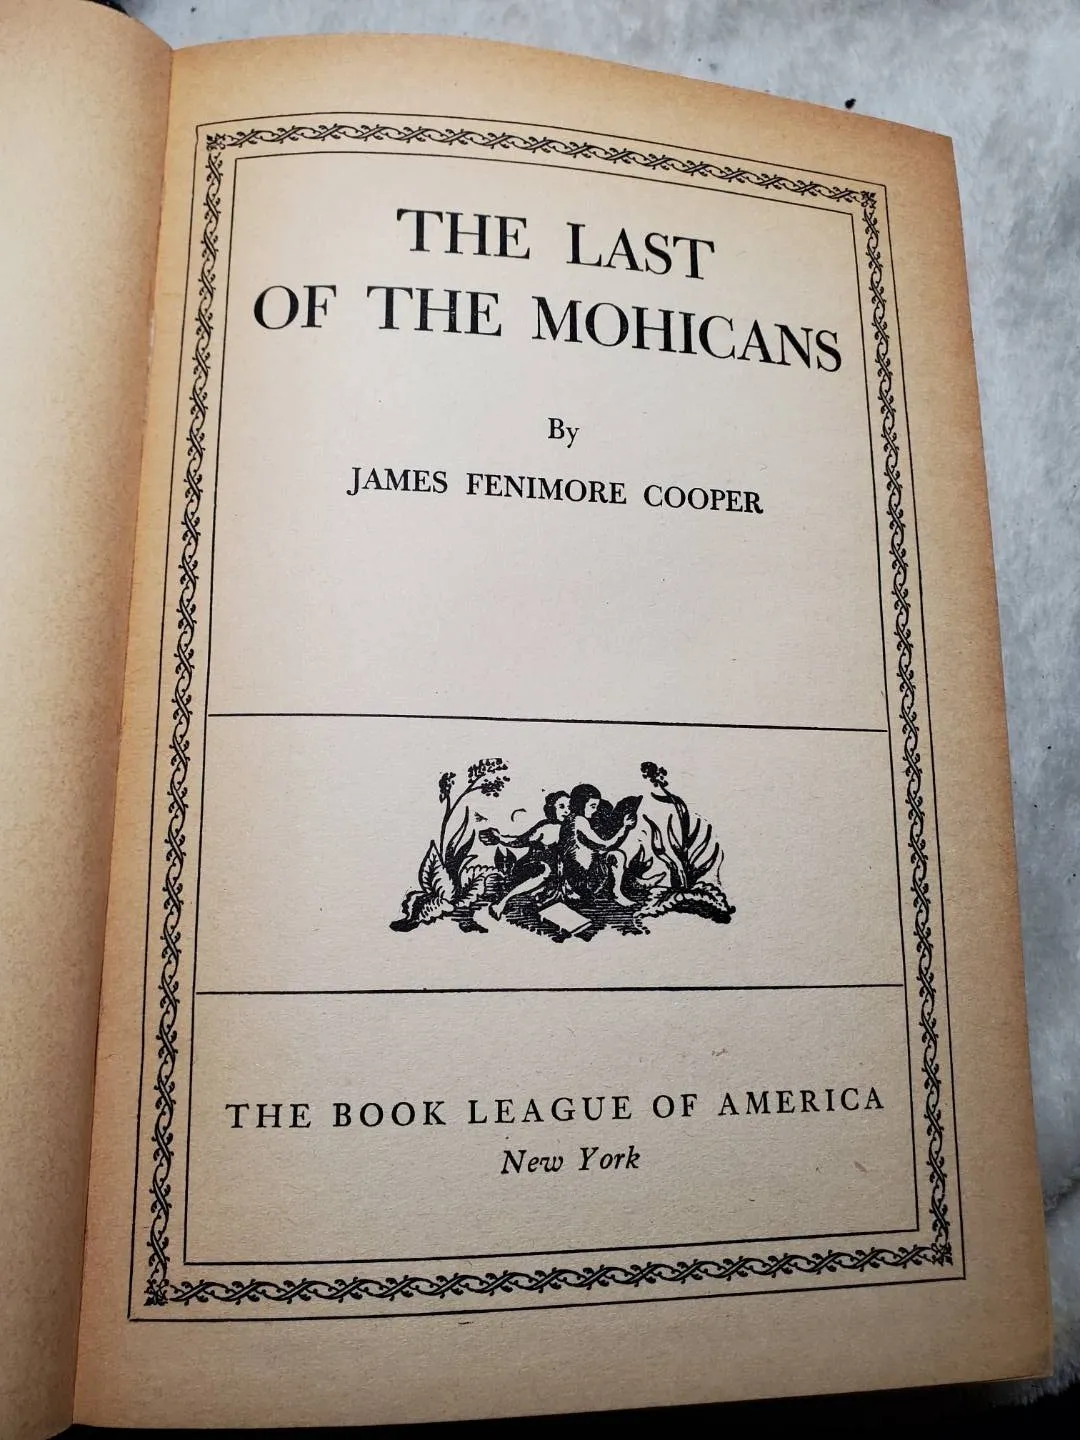 THE LAST
OF THE MOHICANS
By
JAMES FENIMORE COOPER
THE BOOK LEAGUE OF AMERICA
New York